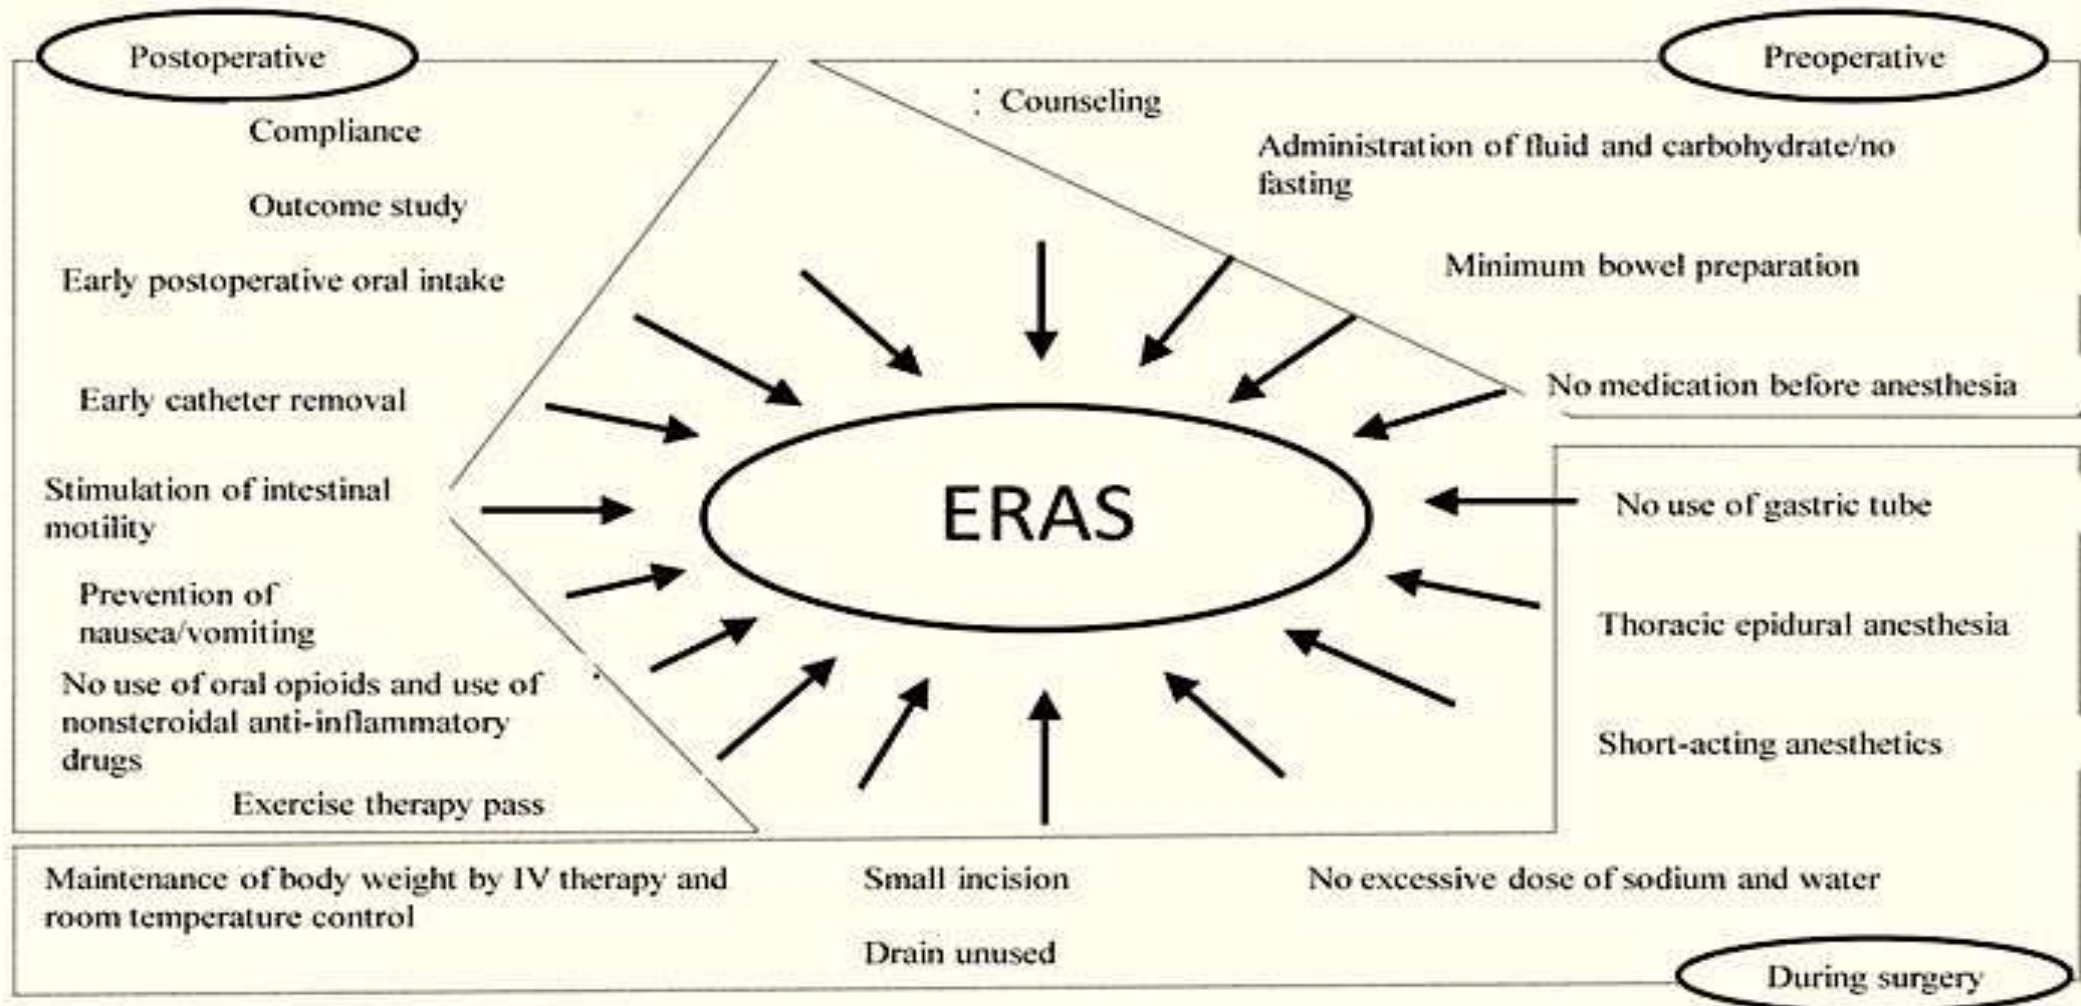 Postoperative
Compliance
Outcome study
Early postoperative oral intake
Early catheter removal
Stimulation of intestinal
motility
Prevention of
nausea/vomiting
No use of oral opioids and use of
nonsteroidal anti-inflammatory
drugs
Exercise therapy pass
Preoperative
: Counseling
Administration of fluid and carbohydrate/no
fasting
Minimum bowel preparation
No medication before anesthesia
ERAS
No use of gastric tube
Thoracic epidural anesthesia
Short-acting anesthetics
Maintenance of body weight by IV therapy and
room temperature control
Small incision
Drain unused
No excessive dose of sodium and water
During surgery